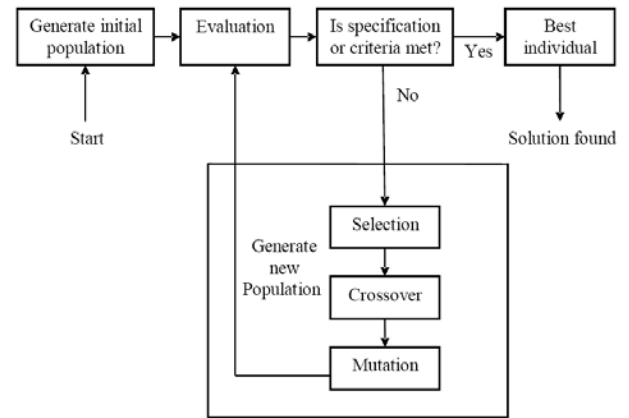 Generate initial
population
Evaluation
Is specification
or criteria met?
Yes
Best
individual
Start
No
Solution found
Selection
Generate
new
Population
Crossover
Mutation